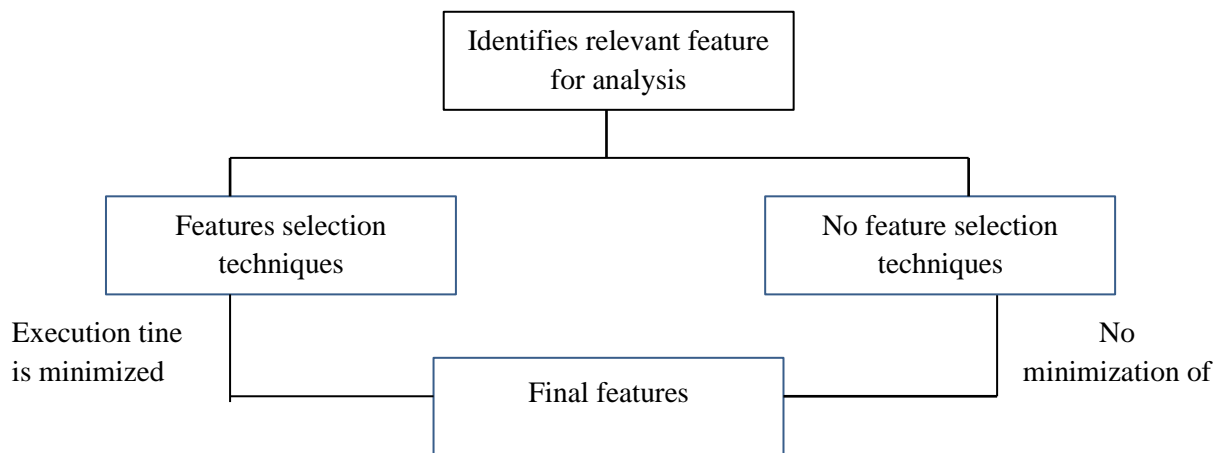 Identifies relevant feature
for analysis
Features selection
techniques
No feature selection
techniques
Execution tine
is minimized
No
minimization of
Final features